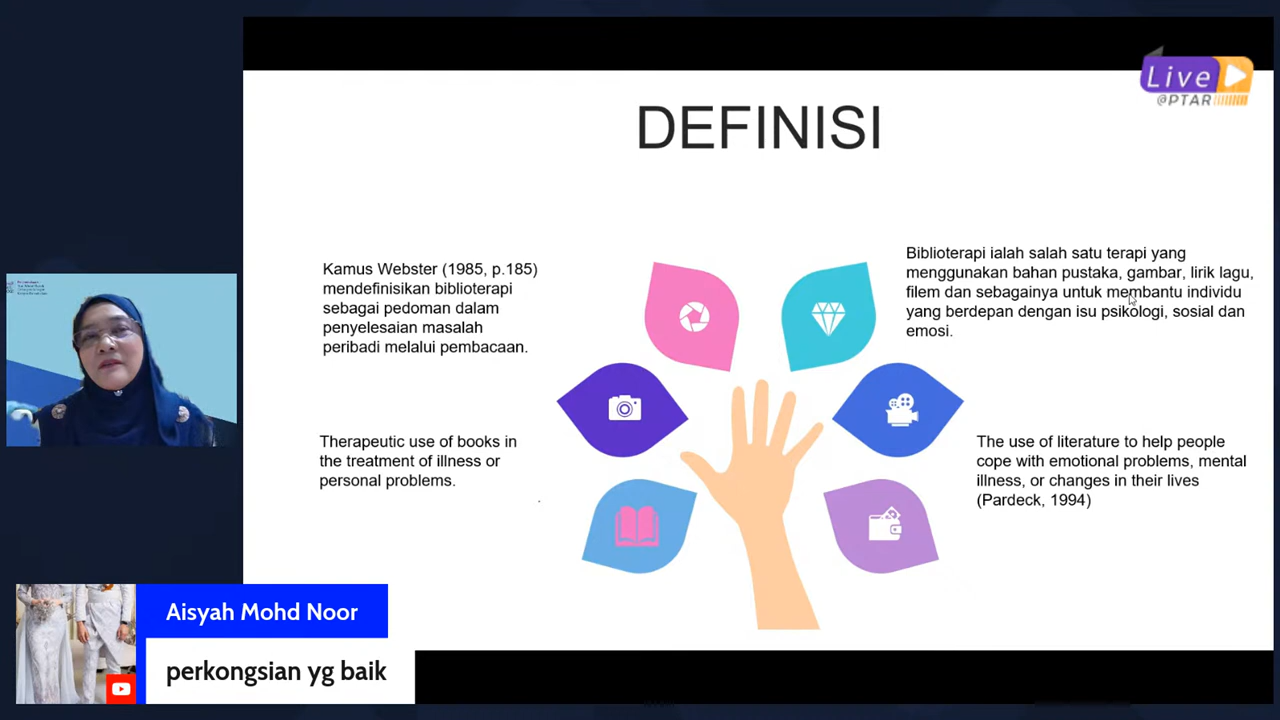 Live
@PTAR
DEFINISI
Kamus Webster (1985, p.185)
mendefinisikan biblioterapi
sebagai pedoman dalam
penyelesaian masalah
peribadi melalui pembacaan.
Biblioterapi ialah salah satu terapi yang
menggunakan bahan pustaka, gambar, lirik lagu,
filem dan sebagainya untuk membantu individu
yang berdepan dengan isu psikologi, sosial dan
emosi.
Therapeutic use of books in
the treatment of illness or
personal problems.
The use of literature to help people
cope with emotional problems, mental
illness, or changes in their lives
(Pardeck, 1994)
Aisyah Mohd Noor
perkongsian yg baik